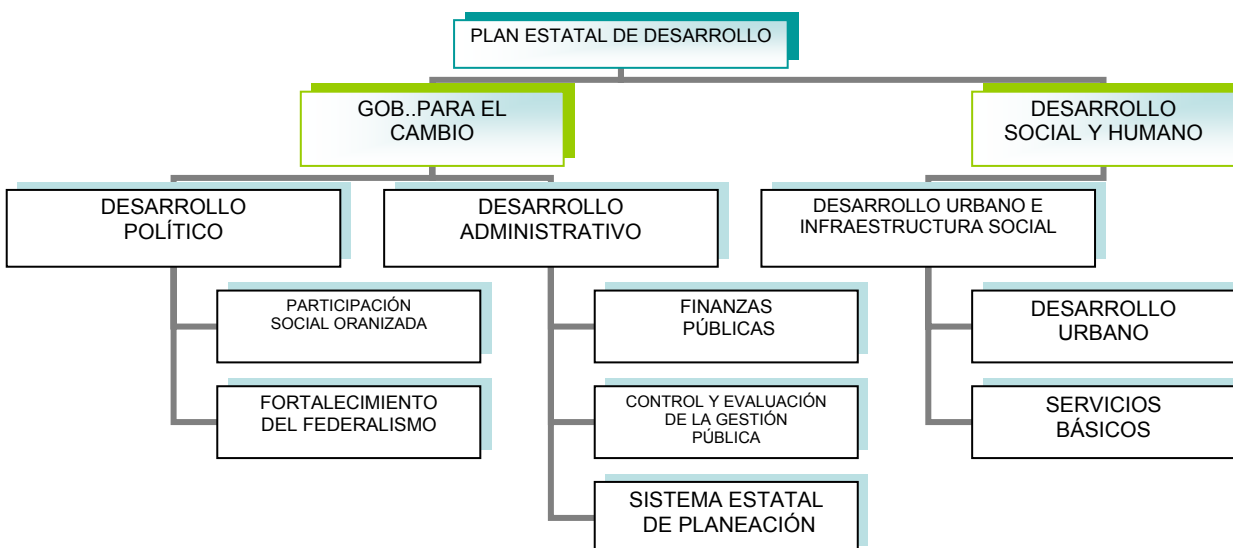 PLAN ESTATAL DE DESARROLLO
GOB..PARA EL
CAMBIO
DESARROLLO
SOCIAL Y HUMANO
DESARROLLO
POLÍTICO
DESARROLLO
ADMINISTRATIVO
DESARROLLO URBANO E
INFRAESTRUCTURA SOCIAL
PARTICIPACIÓN
SOCIAL ORANIZADA
FINANZAS
PÚBLICAS
DESARROLLO
URBANO
FORTALECIMIENTO
DEL FEDERALISMO
CONTROL Y EVALUACIÓN
DE LA GESTIÓN
PÚBLICA
SERVICIOS
BÁSICOS
SISTEMA ESTATAL
DE PLANEACIÓN